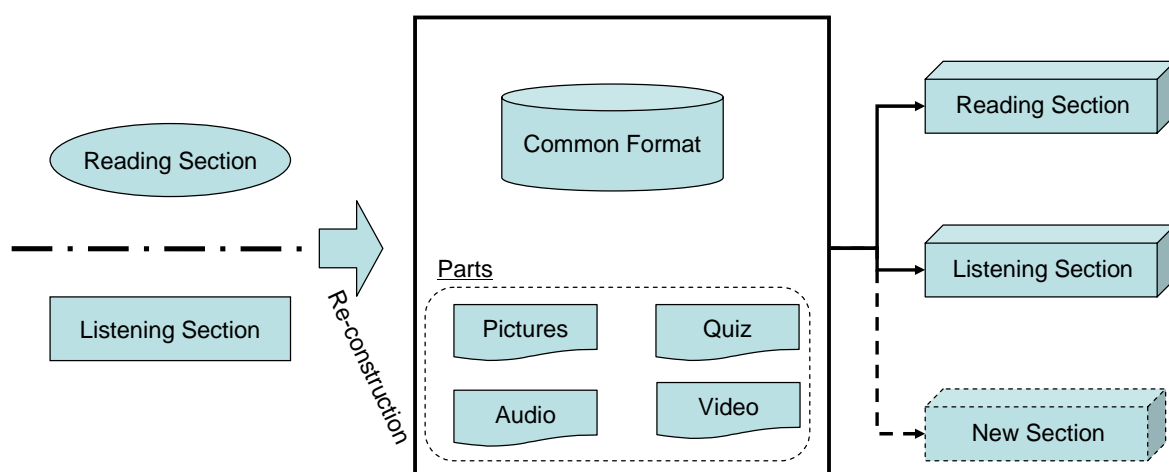 Reading Section
Listening Section
Re-construction
Common Format
Parts
Pictures
Quiz
Audio
Video
Reading Section
Listening Section
New Section